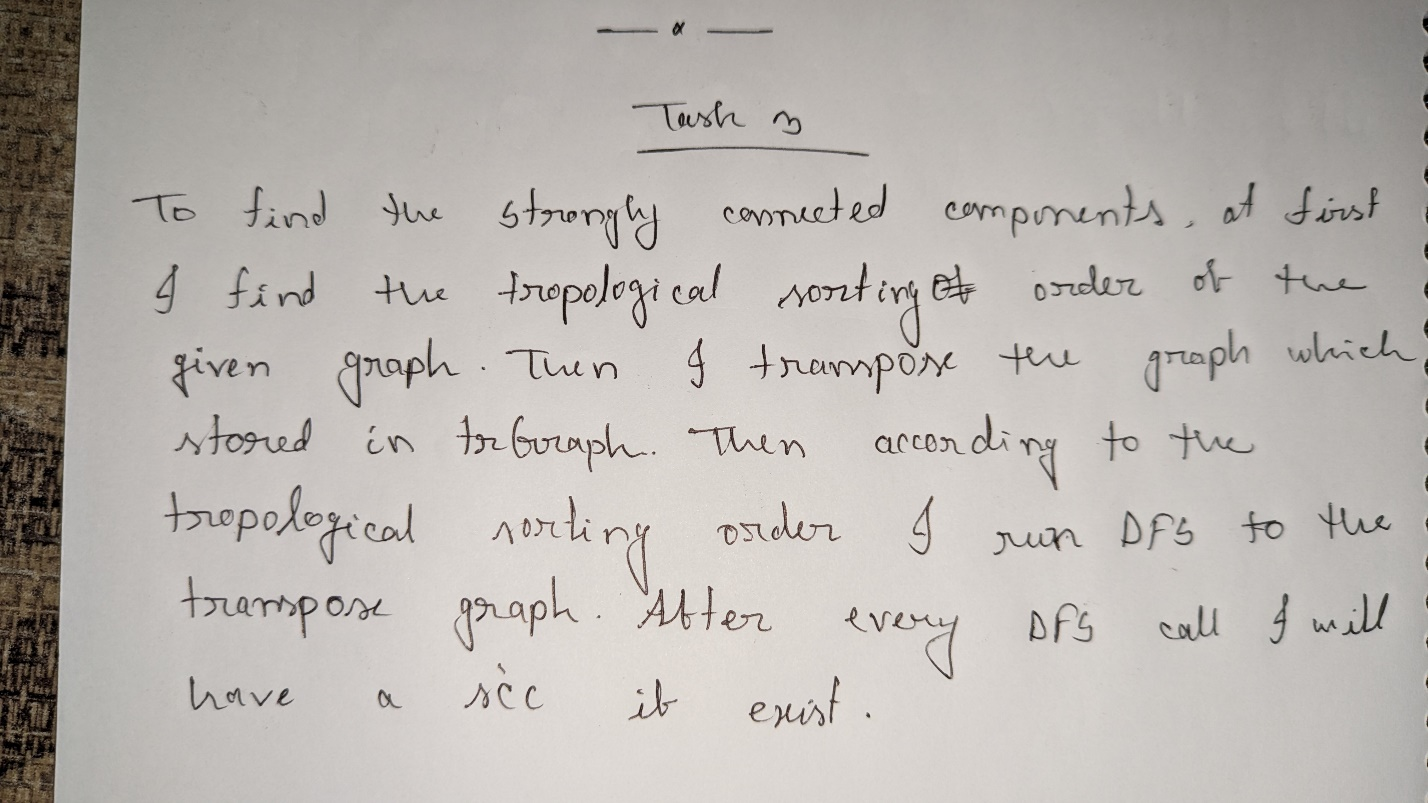 — x —
Task 3
To find the strongly connected components, at first
I find the tropological sorting order of the
given graph. Then I transpose the graph which
stored in trGraph. Then according to the
tropological sorting order I run DFS to the
transpose graph. After every DFS call I will
have a scc if exist.